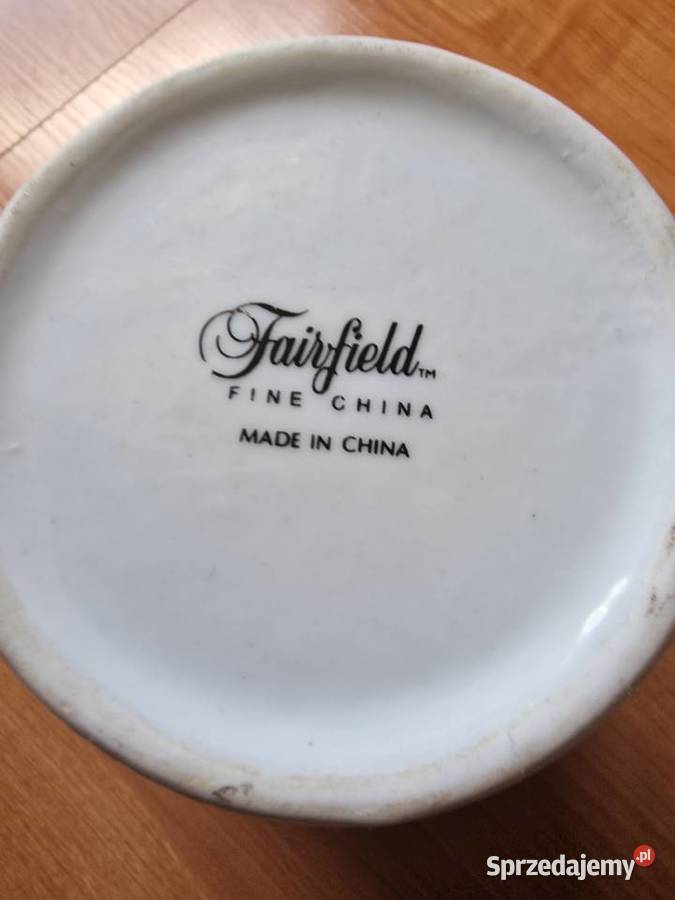 Fairfield™
FINE CHINA
MADE IN CHINA
Sprzedajemy.pl